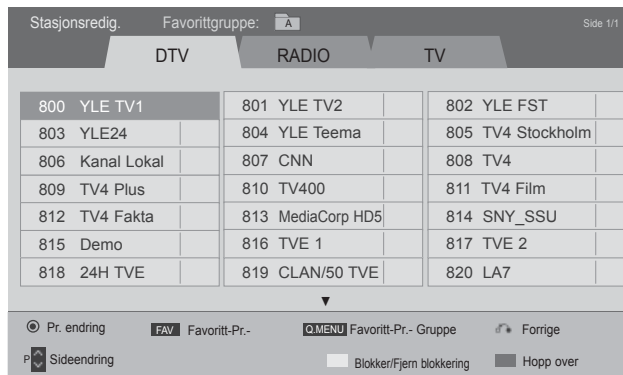 Stasjonsredig. Favorittgruppe: A Side 1/1
DTV RADIO TV
800 YLE TV1 801 YLE TV2 802 YLE FST
803 YLE24 804 YLE Teema 805 TV4 Stockholm
806 Kanal Lokal 807 CNN 808 TV4
809 TV4 Plus 810 TV400 811 TV4 Film
812 TV4 Fakta 813 MediaCorp HD5 814 SNY_SSU
815 Demo 816 TVE 1 817 TVE 2
818 24H TVE 819 CLAN/50 TVE 820 LA7
Pr. endring FAV Favoritt-Pr.- Q.MENU Favoritt-Pr.- Gruppe Forrige
P Sideendring Blokker/Fjern blokkering Hopp over